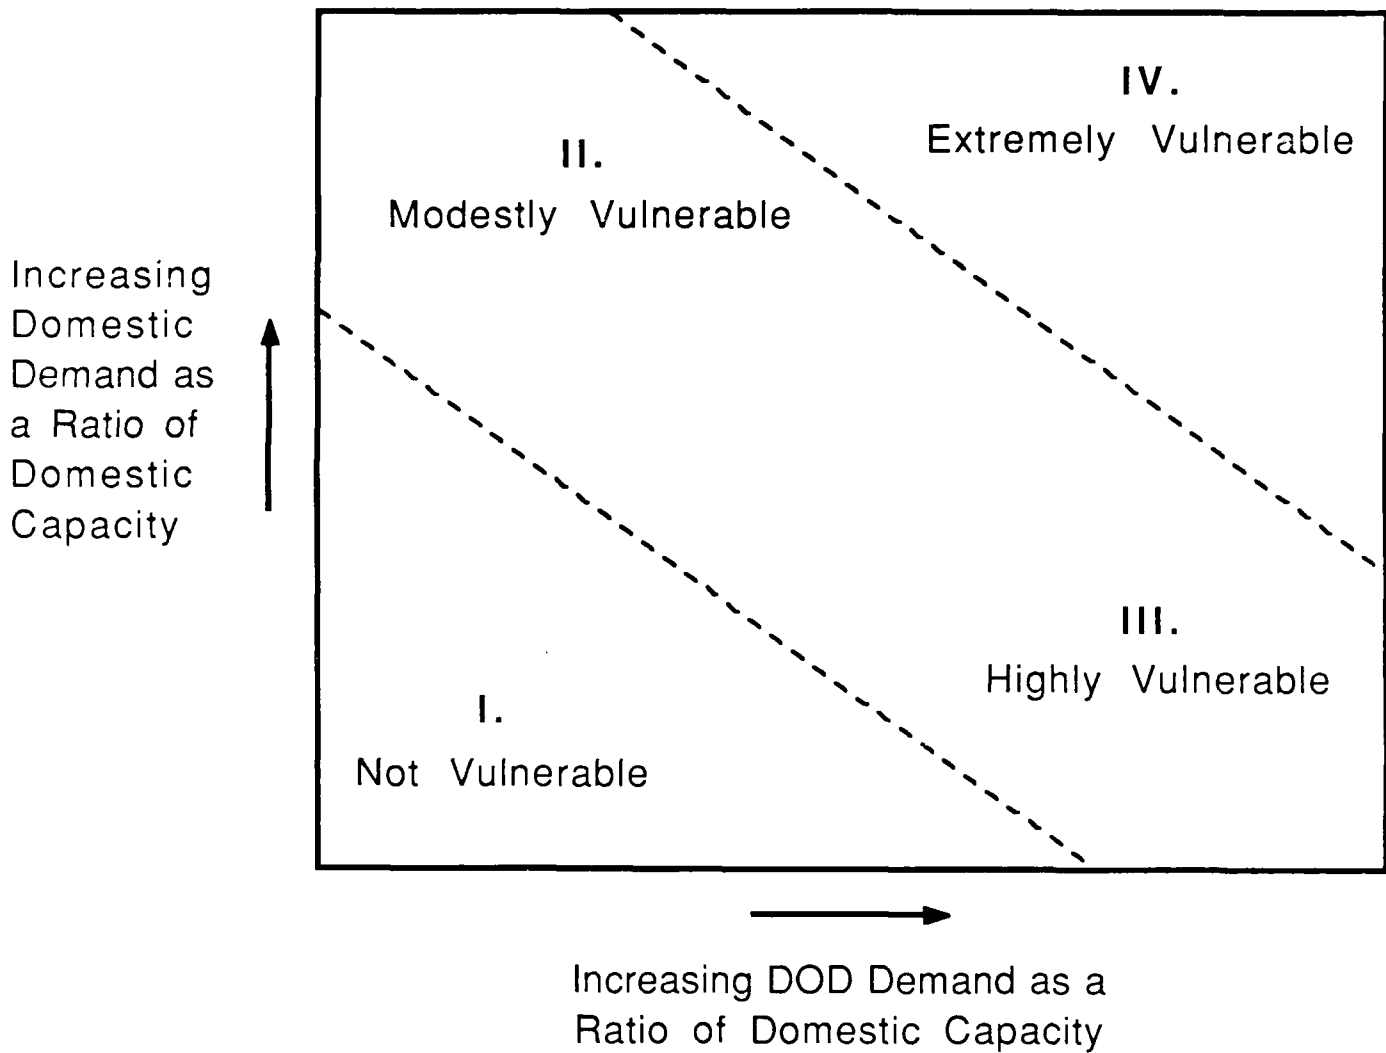 IV.
Extremely Vulnerable
II.
Modestly Vulnerable
Increasing
Domestic
Demand as
a Ratio of
Domestic
Capacity
III.
Highly Vulnerable
I.
Not Vulnerable
Increasing DOD Demand as a
Ratio of Domestic Capacity